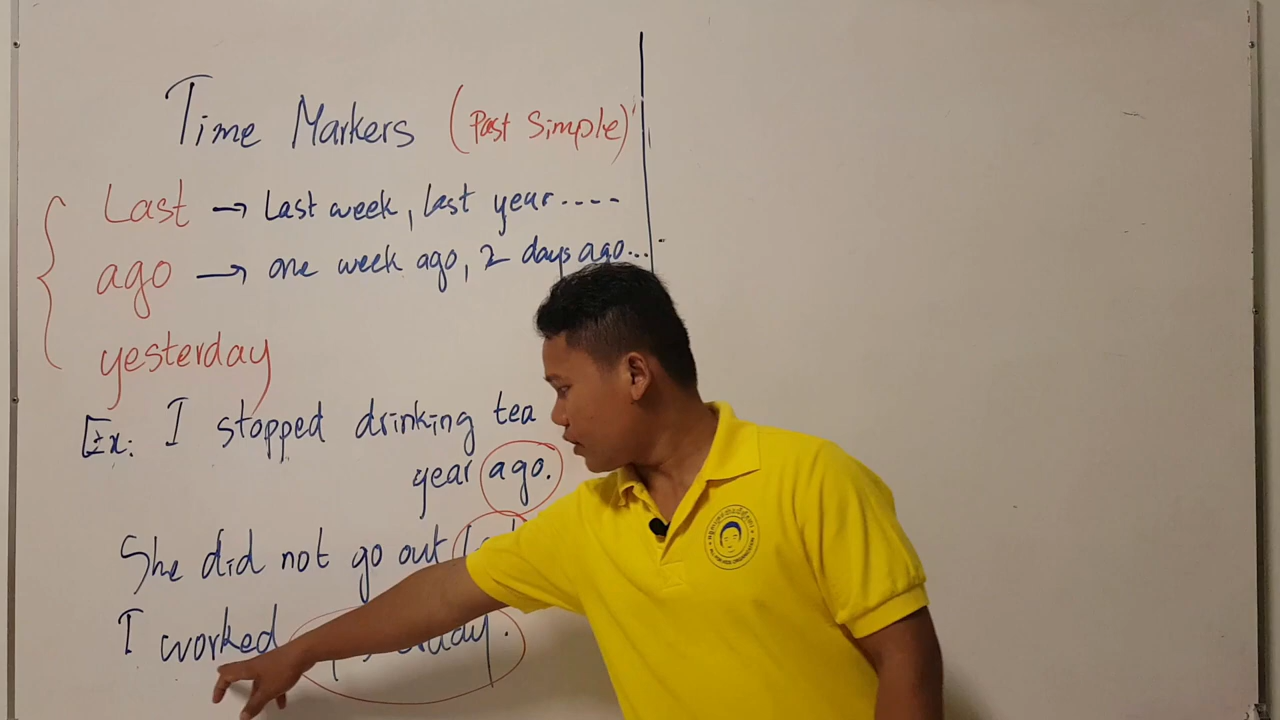 Time Markers (Past Simple)
Last → Last week, last year.....
ago → one week ago, 2 days ago...
yesterday
Ex: I stopped drinking tea
year ago.
She did not go out
I worked yesterday.